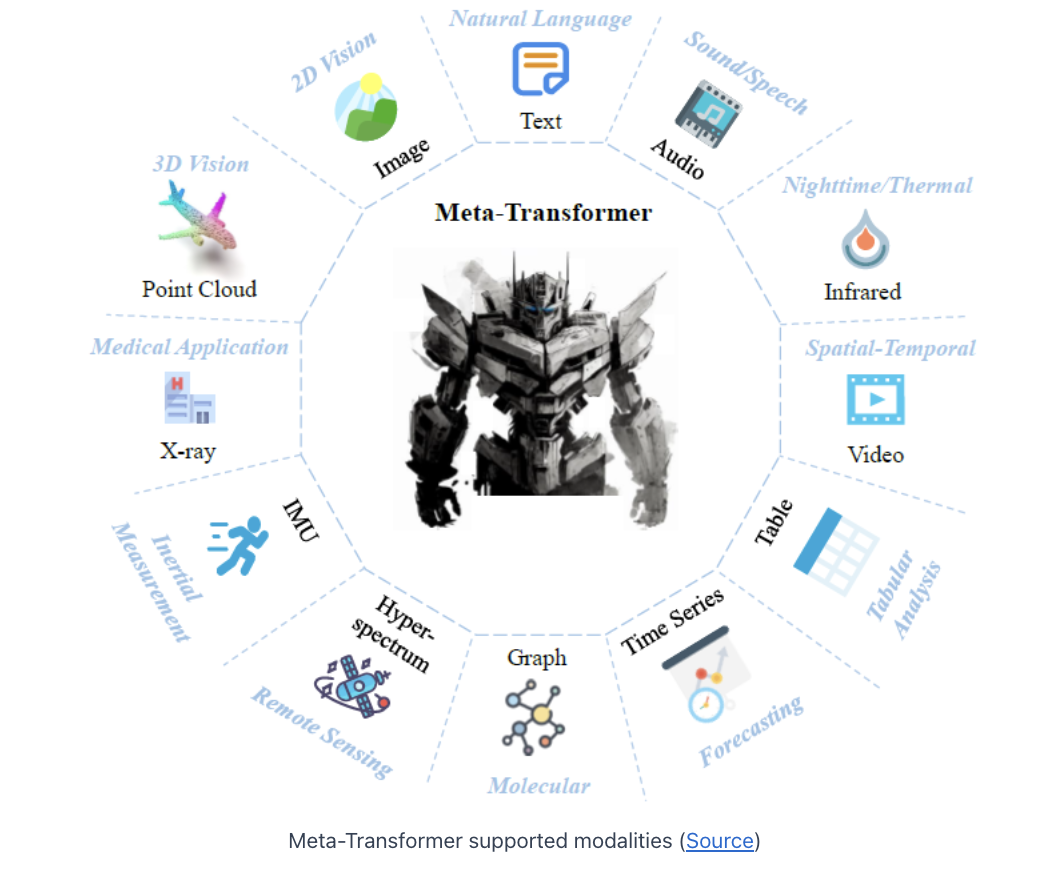 Natural Language
Text
Sound/Speech
Audio
Nighttime/Thermal
Infrared
Spatial-Temporal
Video
Table
Tabular
Analysis
Time Series
Forecasting
Graph
Molecular
Hyper-
spectrum
Remote Sensing
IMU
Inertial
Measurement
Medical Application
H
X-ray
3D Vision
Point Cloud
2D Vision
Image
Meta-Transformer
Meta-Transformer supported modalities (Source)